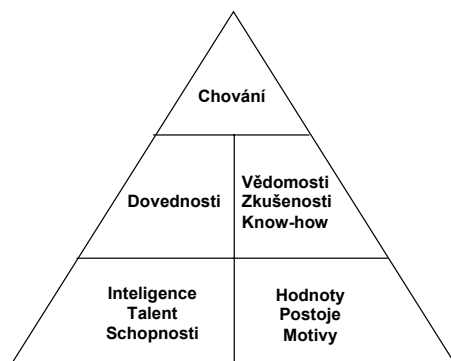 Chování
Dovednosti
Vědomosti
Zkušenosti
Know-how
Inteligence
Talent
Schopnosti
Hodnoty
Postoje
Motivy